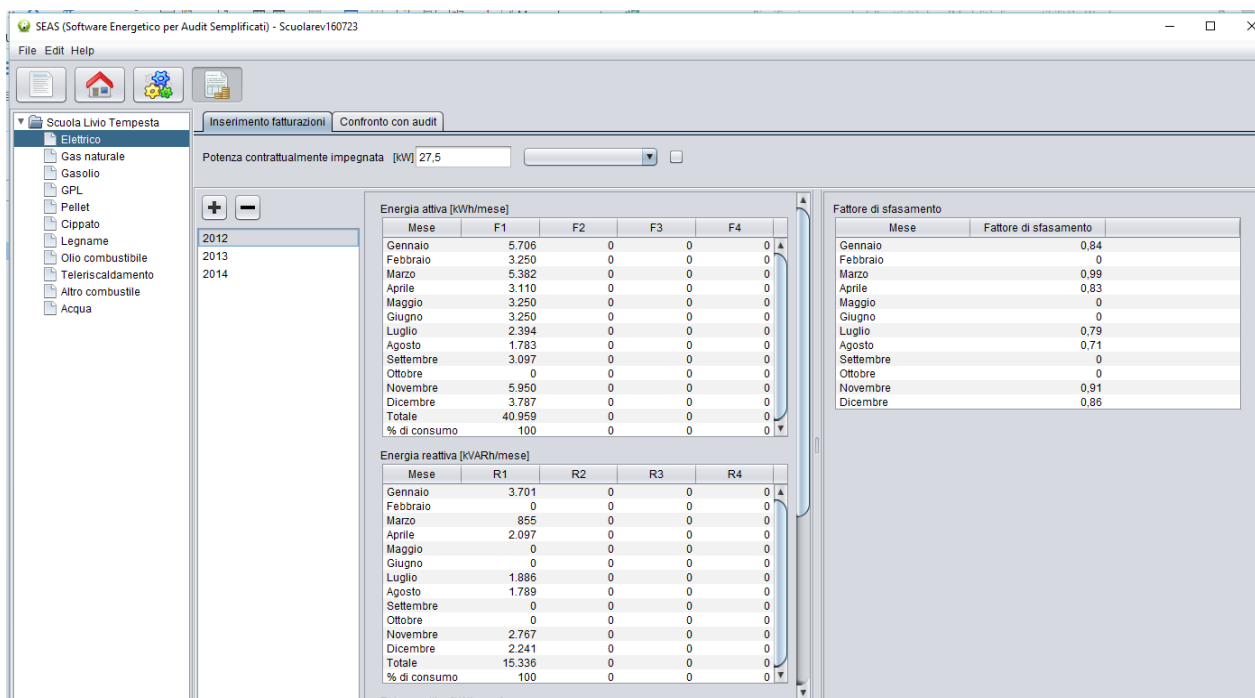 SEAS (Software Energetico per Audit Semplificati) - Scuolarev160723
File Edit Help
Scuola Livio Tempesta
Elettrico
Gas naturale
Gasolio
GPL
Pellet
Cippato
Legname
Olio combustibile
Teleriscaldamento
Altro combustile
Acqua
Inserimento fatturazioni Confronto con audit
Potenza contrattualmente impegnata [kW] 27,5
2012
2013
2014
Energia attiva [kWh/mese]
Mese F1 F2 F3 F4
Gennaio 5.706 0 0 0
Febbraio 3.250 0 0 0
Marzo 5.382 0 0 0
Aprile 3.110 0 0 0
Maggio 3.250 0 0 0
Giugno 3.250 0 0 0
Luglio 2.394 0 0 0
Agosto 1.783 0 0 0
Settembre 3.097 0 0 0
Ottobre 0 0 0 0
Novembre 5.950 0 0 0
Dicembre 3.787 0 0 0
Totale 40.959 0 0 0
% di consumo 100 0 0 0
Energia reattiva [kVARh/mese]
Mese R1 R2 R3 R4
Gennaio 3.701 0 0 0
Febbraio 0 0 0 0
Marzo 855 0 0 0
Aprile 2.097 0 0 0
Maggio 0 0 0 0
Giugno 0 0 0 0
Luglio 1.886 0 0 0
Agosto 1.789 0 0 0
Settembre 0 0 0 0
Ottobre 0 0 0 0
Novembre 2.767 0 0 0
Dicembre 2.241 0 0 0
Totale 15.336 0 0 0
% di consumo 100 0 0 0
Fattore di sfasamento
Mese Fattore di sfasamento
Gennaio 0,84
Febbraio 0
Marzo 0,99
Aprile 0,83
Maggio 0
Giugno 0
Luglio 0,79
Agosto 0,71
Settembre 0
Ottobre 0
Novembre 0,91
Dicembre 0,86